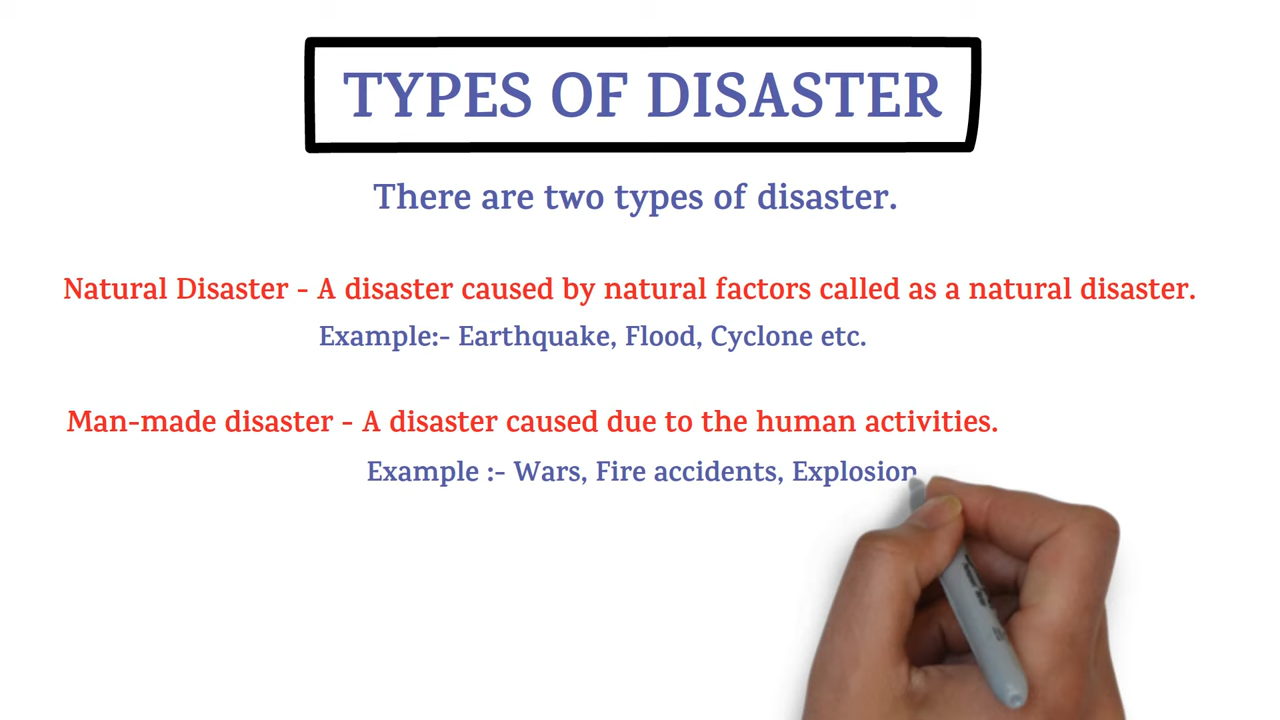 TYPES OF DISASTER
There are two types of disaster.
Natural Disaster - A disaster caused by natural factors called as a natural disaster.
Example:- Earthquake, Flood, Cyclone etc.
Man-made disaster - A disaster caused due to the human activities.
Example :- Wars, Fire accidents, Explosion